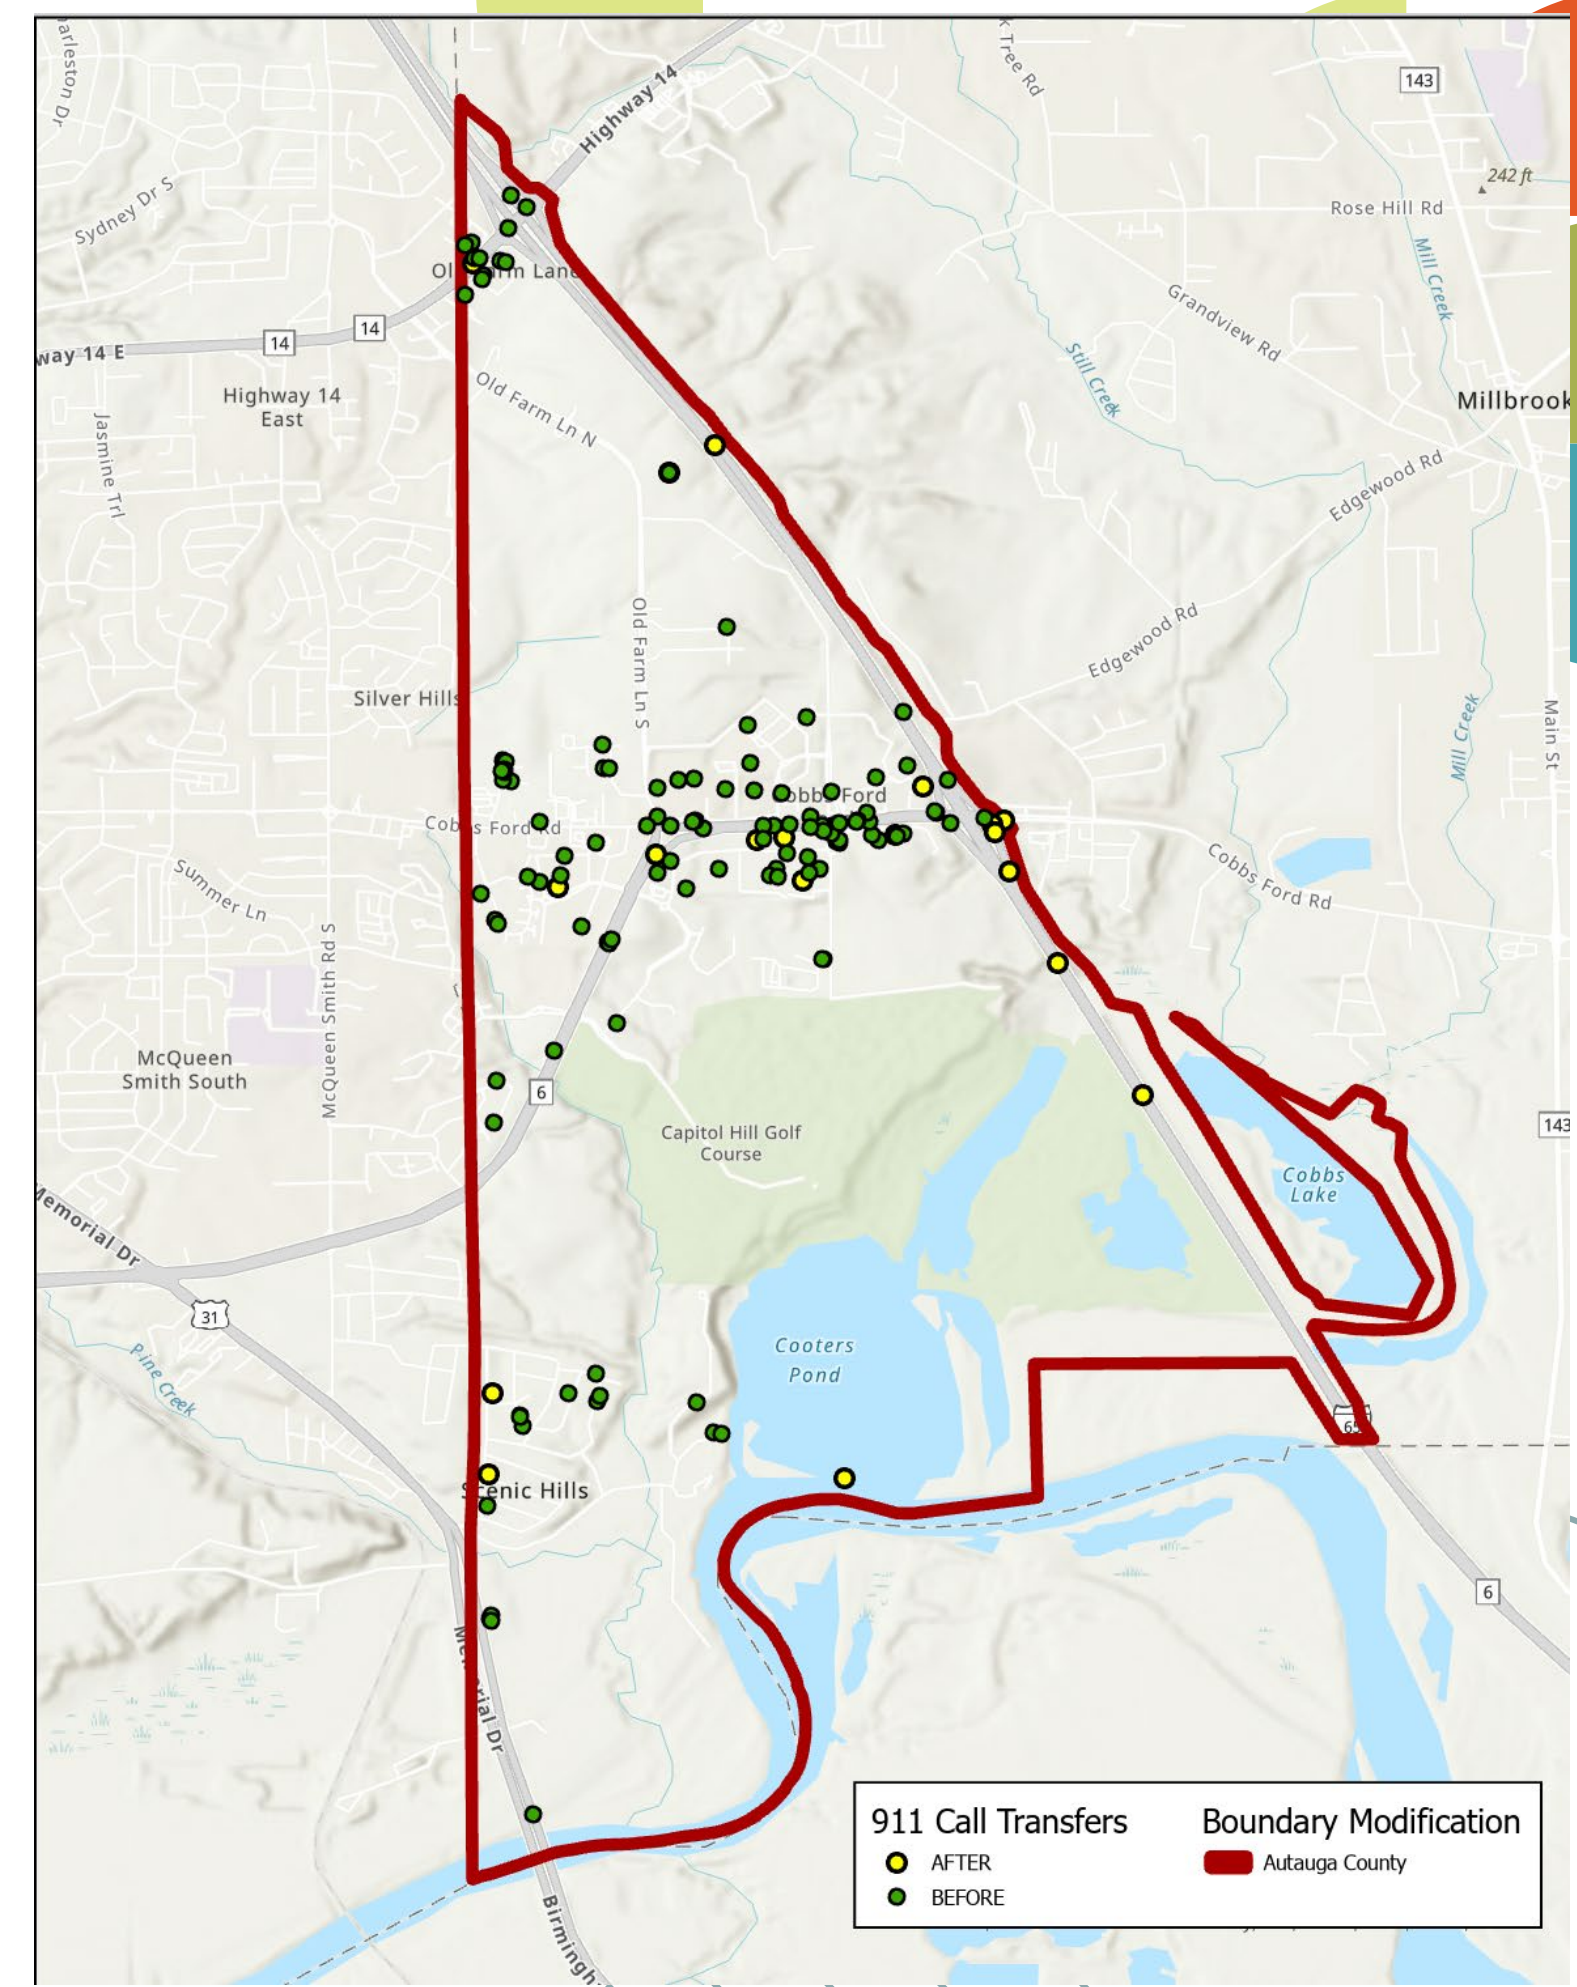 Highway 14
143
242 ft
Sydney Dr S
Rose Hill Rd
Mill Creek
Grandview Rd
14
14
way 14 E
Still Creek
Old Farm Ln N
Highway 14
East
Millbrook
Jasmine Trl
Edgewood Rd
Old Farm Ln S
Edgewood Rd
Silver Hills
Mill Creek
Main St
Cobbs Ford Rd
Summer Ln
Cobbs Ford Rd
McQueen Smith Rd S
McQueen
Smith South
6
Capitol Hill Golf
Course
143
Cobbs
Lake
Memorial Dr
31
Pine Creek
Cooters
Pond
65
Scenic Hills
6
Memorial Dr
911 Call Transfers
AFTER
BEFORE
Boundary Modification
Autauga County